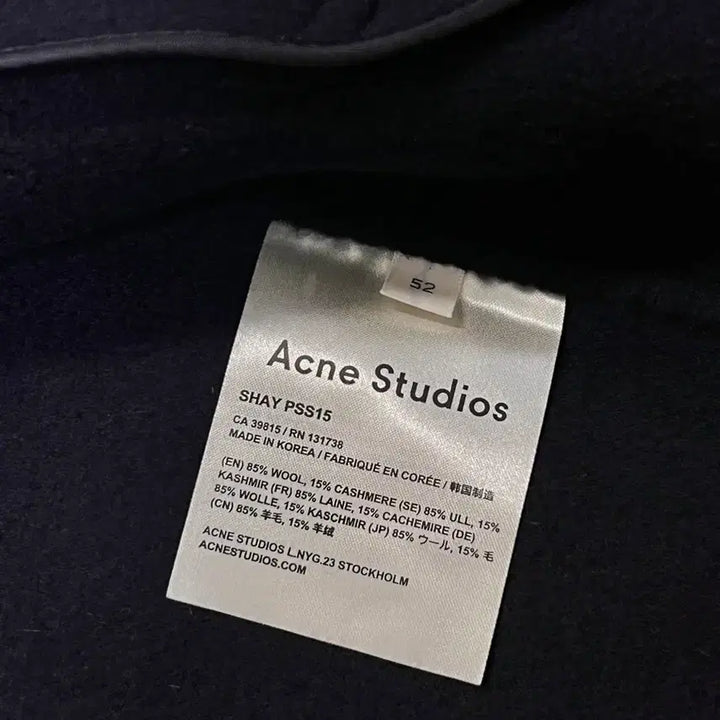 52
Acne Studios
SHAY PSS15
CA 39815 / RN 131738
MADE IN KOREA / FABRIQUÉ EN CORÉE / 韩国制造
(EN) 85% WOOL, 15% CASHMERE (SE) 85% ULL, 15%
KASHMIR (FR) 85% LAINE, 15% CACHEMIRE (DE)
85% WOLLE, 15% KASCHMIR (JP) 85% ウール, 15% 毛
(CN) 85% 羊毛, 15% 羊绒
ACNE STUDIOS L.NYG.23 STOCKHOLM
ACNESTUDIOS.COM